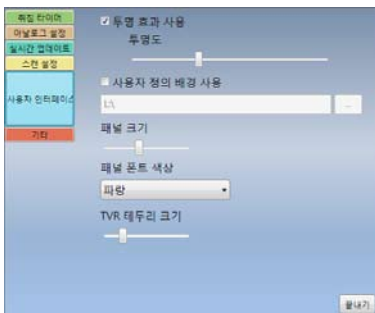 취침 타이머
아날로그 설정
실시간 업데이트
스캔 설정
사용자 인터페이스
기타
투명 효과 사용
투명도
사용자 정의 배경 사용
L:\
...
패널 크기
패널 폰트 색상
파랑
TVR 테두리 크기
끝내기